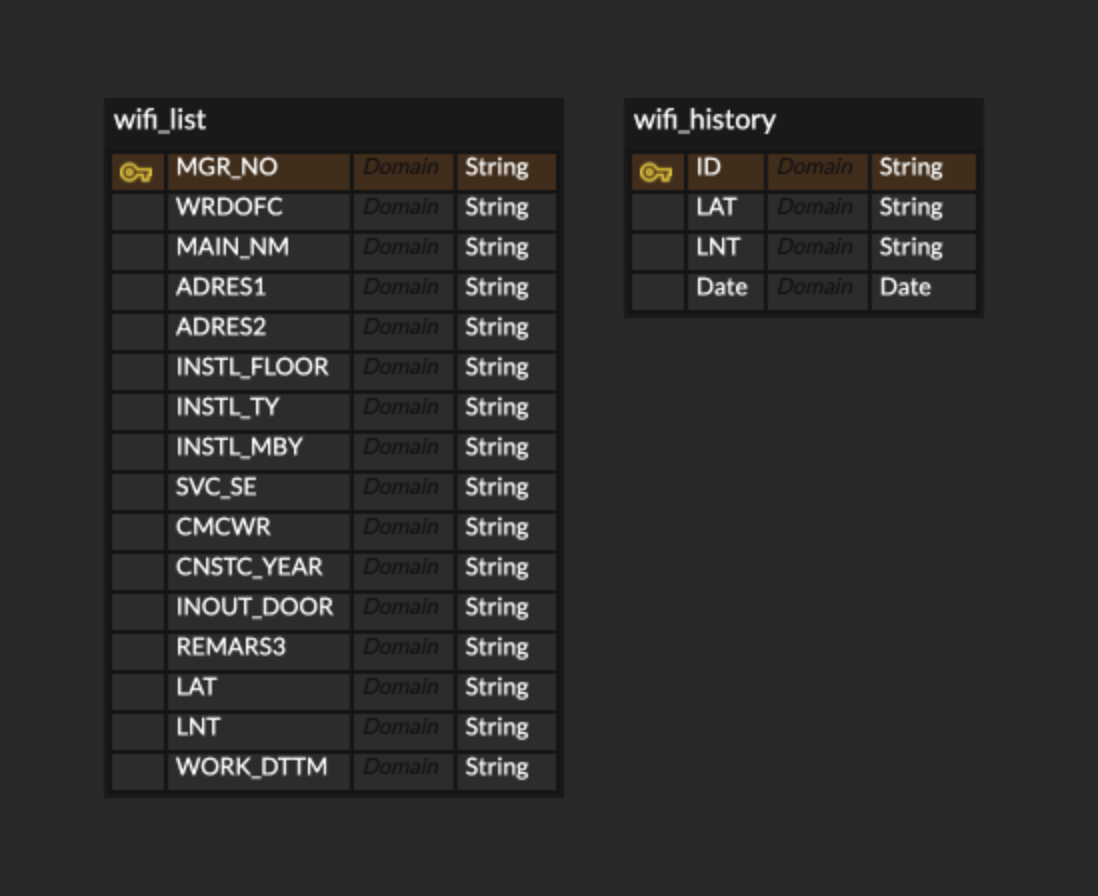 wifi_list
MGR_NO Domain String
WRDOFC Domain String
MAIN_NM Domain String
ADRES1 Domain String
ADRES2 Domain String
INSTL_FLOOR Domain String
INSTL_TY Domain String
INSTL_MBY Domain String
SVC_SE Domain String
CMCWR Domain String
CNSTC_YEAR Domain String
INOUT_DOOR Domain String
REMARS3 Domain String
LAT Domain String
LNT Domain String
WORK_DTTM Domain String
wifi_history
ID Domain String
LAT Domain String
LNT Domain String
Date Domain Date